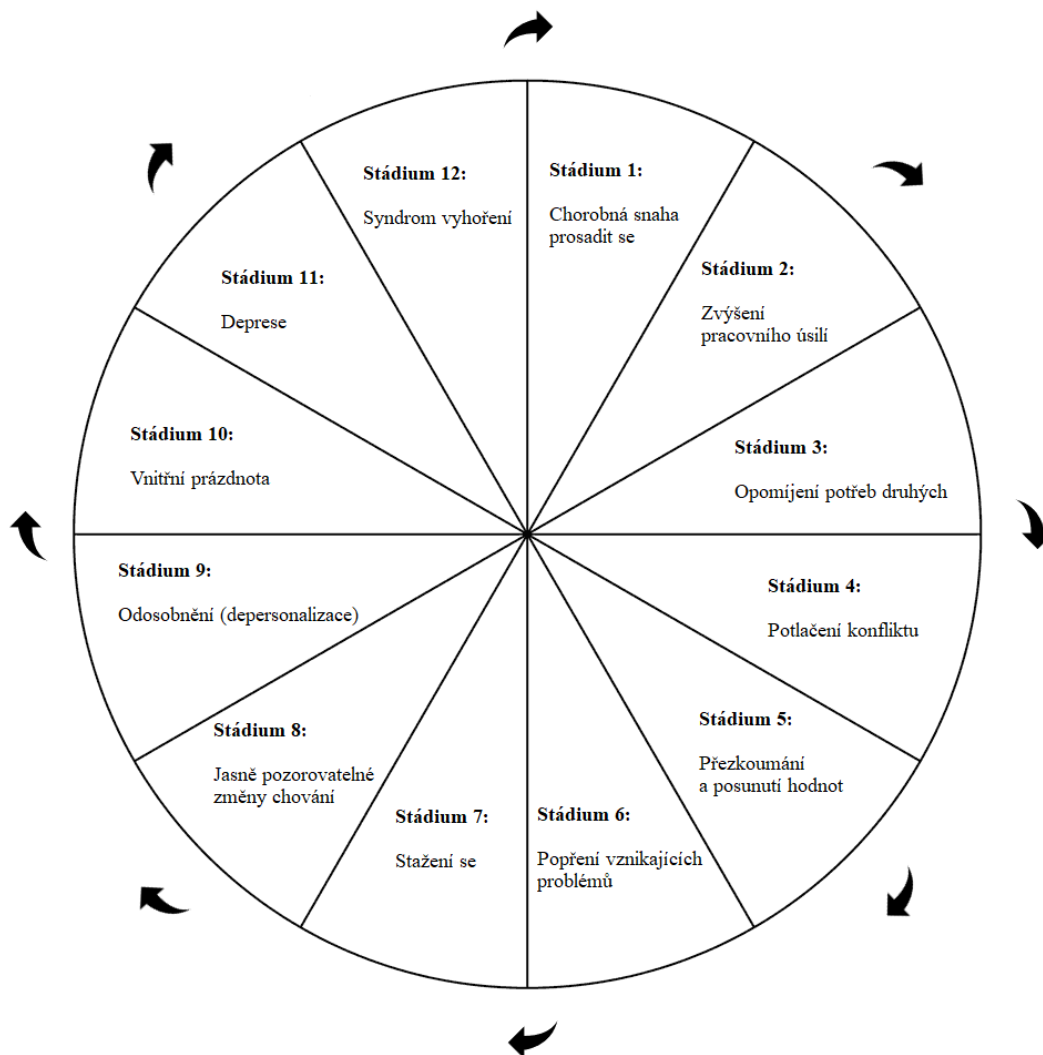 Stádium 1:
Chorobná snaha
prosadit se
Stádium 2:
Zvýšení
pracovního úsilí
Stádium 3:
Opomíjení potřeb druhých
Stádium 4:
Potlačení konfliktu
Stádium 5:
Přezkoumání
a posunutí hodnot
Stádium 6:
Popření vznikajících
problémů
Stádium 7:
Stažení se
Stádium 8:
Jasně pozorovatelné
změny chování
Stádium 9:
Odosobnění (depersonalizace)
Stádium 10:
Vnitřní prázdnota
Stádium 11:
Deprese
Stádium 12:
Syndrom vyhoření